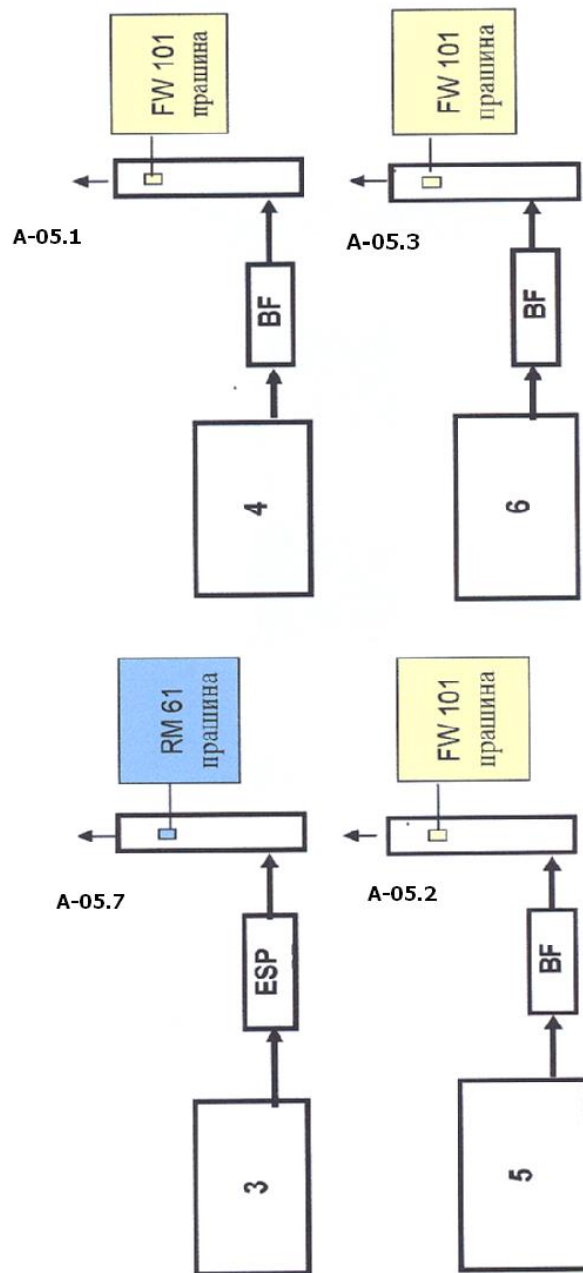 FW 101
прашина
A-05.1
BF
4
FW 101
прашина
A-05.3
BF
6
RM 61
прашина
A-05.7
ESP
3
FW 101
прашина
A-05.2
BF
5